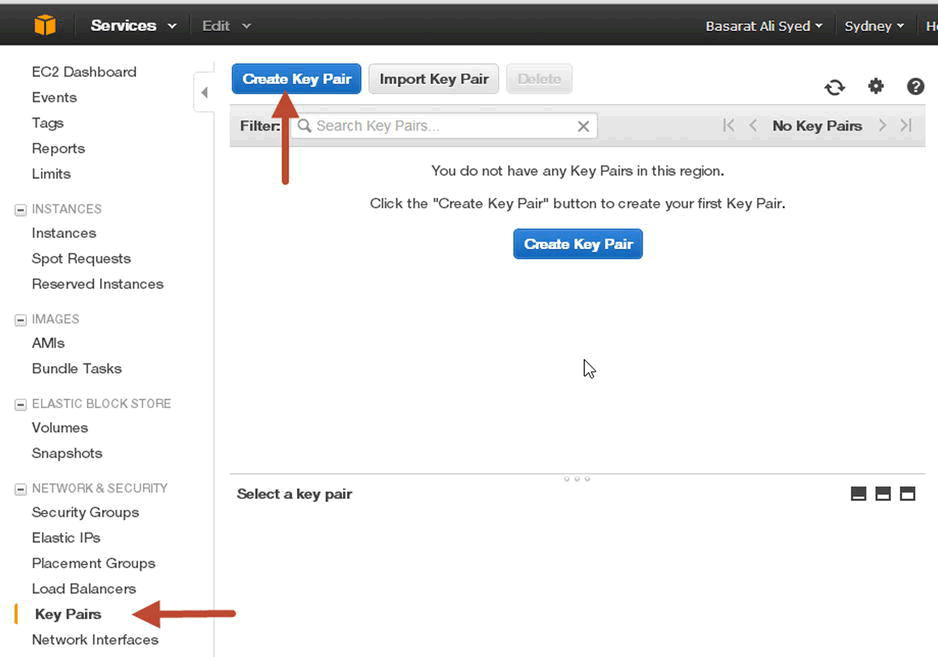 Services Edit Basarat Ali Syed Sydney
EC2 Dashboard
Events
Tags
Reports
Limits
INSTANCES
Instances
Spot Requests
Reserved Instances
IMAGES
AMIs
Bundle Tasks
ELASTIC BLOCK STORE
Volumes
Snapshots
NETWORK & SECURITY
Security Groups
Elastic IPs
Placement Groups
Load Balancers
Key Pairs
Network Interfaces
Create Key Pair Import Key Pair Delete
Filter: Search Key Pairs... No Key Pairs
You do not have any Key Pairs in this region.
Click the "Create Key Pair" button to create your first Key Pair.
Create Key Pair
Select a key pair